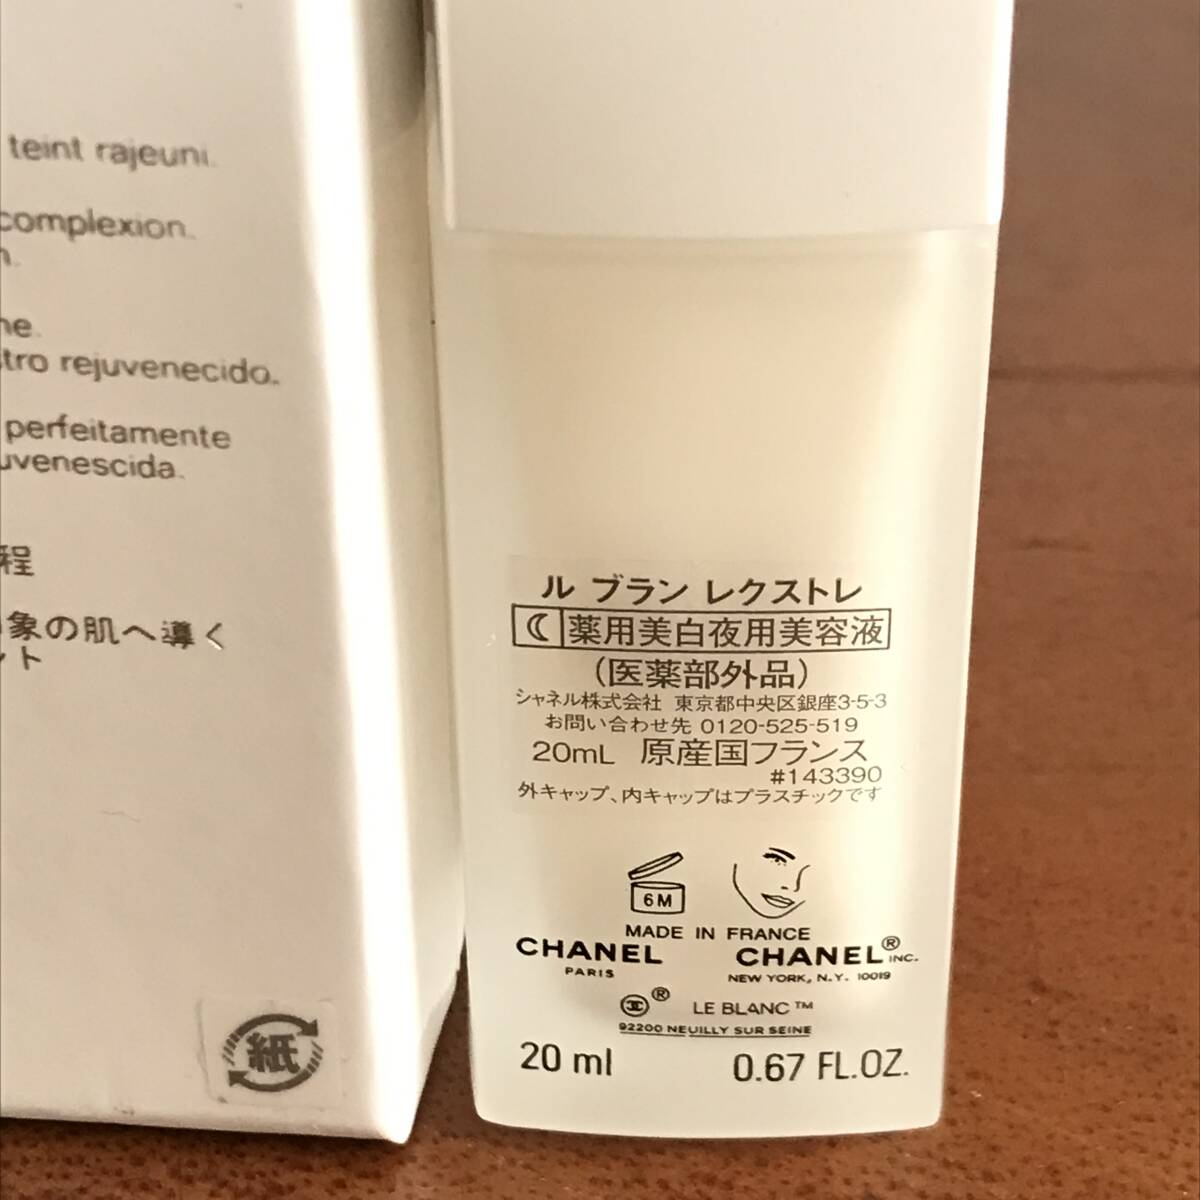 teint rajeuni.
complexion.
n.
ne.
stro rejuvenecido.
perfeitamente
uvenescida.
程
象の肌へ導く
ント
紙
ル ブラン レクストレ
薬用美白夜用美容液
(医薬部外品)
シャネル株式会社 東京都中央区銀座3-5-3
お問い合わせ先 0120-525-519
20mL 原産国フランス
#143390
外キャップ、内キャップはプラスチックです
6M
MADE IN FRANCE
CHANEL CHANEL® INC.
PARIS NEW YORK, N.Y. 10019
® LE BLANC™
92200 NEUILLY SUR SEINE
20 ml 0.67 FL.OZ.